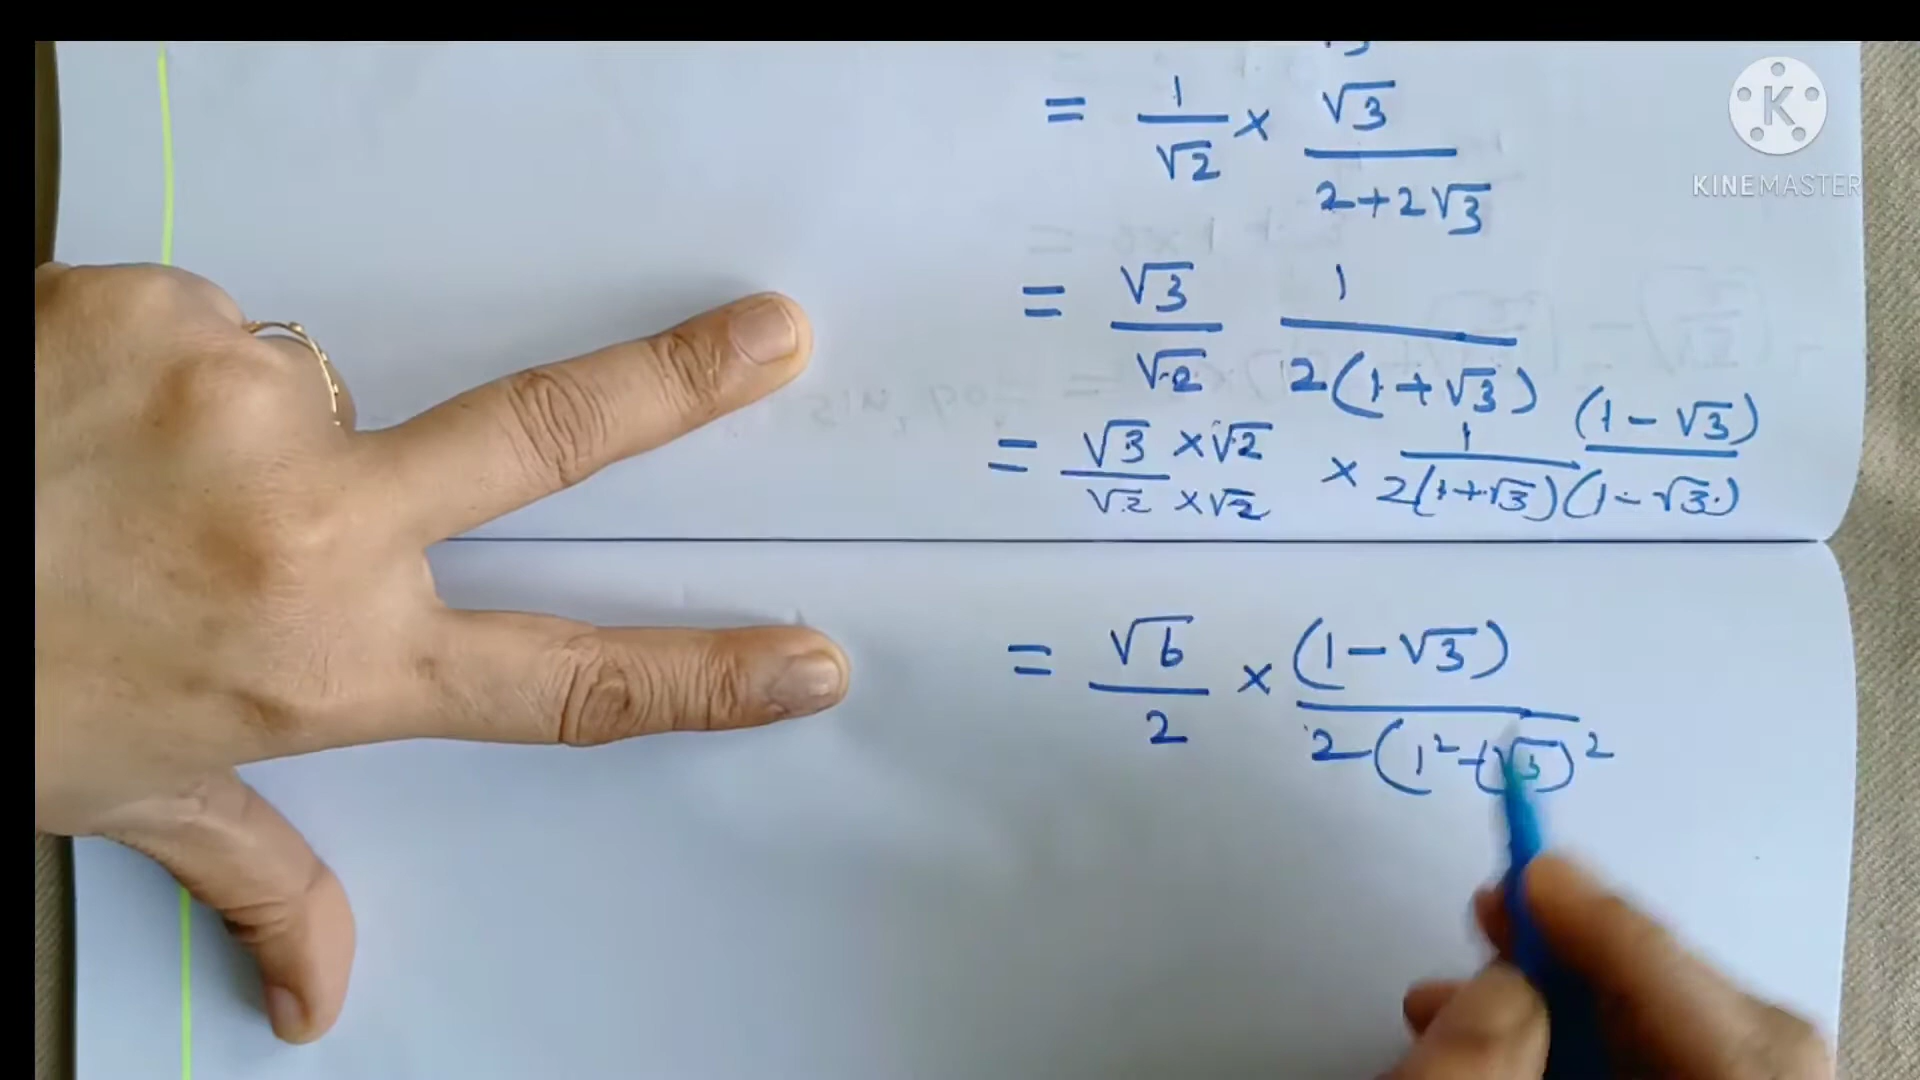 = 1/√2 × √3/(2+2√3)
= √3/√2 1/2(1+√3)
= √3×√2/√2×√2 × 1(1-√3)/2(1+√3)(1-√3)
= √6/2 × (1-√3)/2(1²-(√3)²
K
KINEMASTER